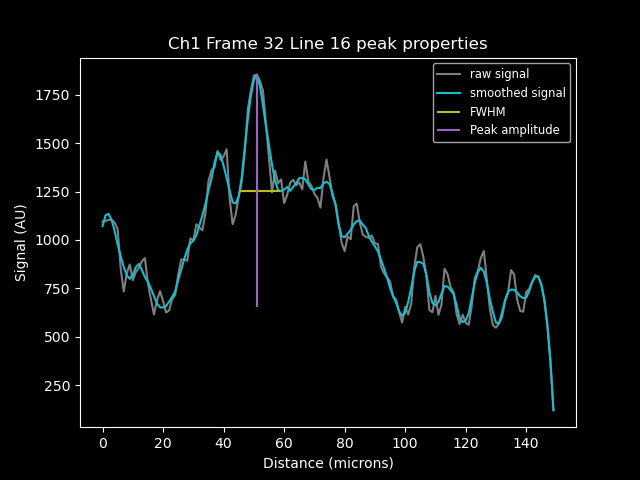 Ch1 Frame 32 Line 16 peak properties
raw signal
smoothed signal
FWHM
Peak amplitude
Signal (AU)
1750
1500
1250
1000
750
500
250
0 20 40 60 80 100 120 140
Distance (microns)